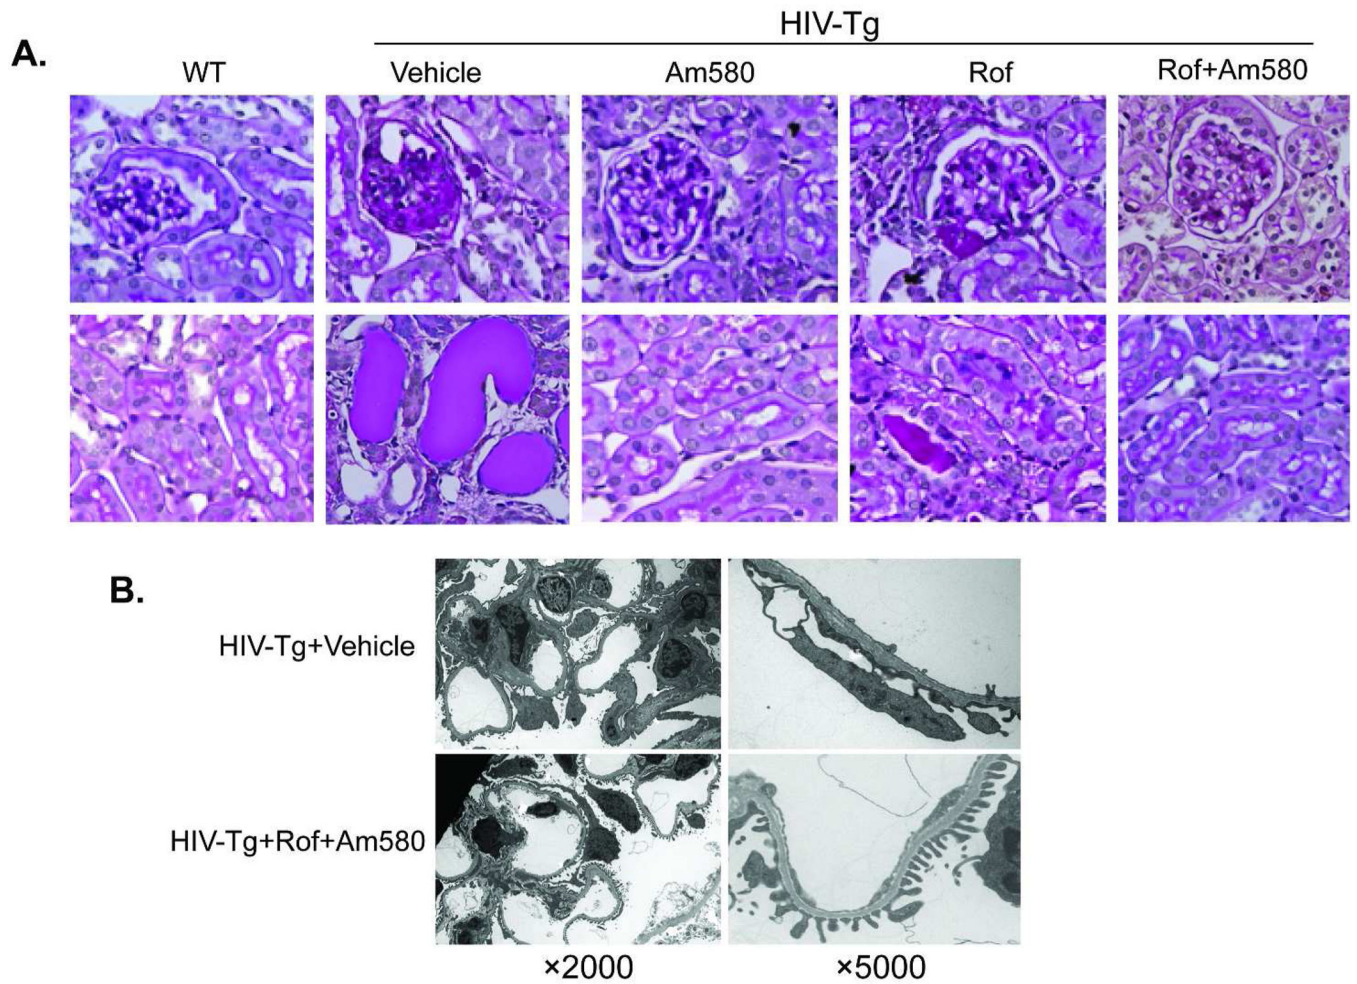 HIV-Tg
A.
WT Vehicle Am580 Rof Rof+Am580
B.
HIV-Tg+Vehicle
HIV-Tg+Rof+Am580
×2000 ×5000